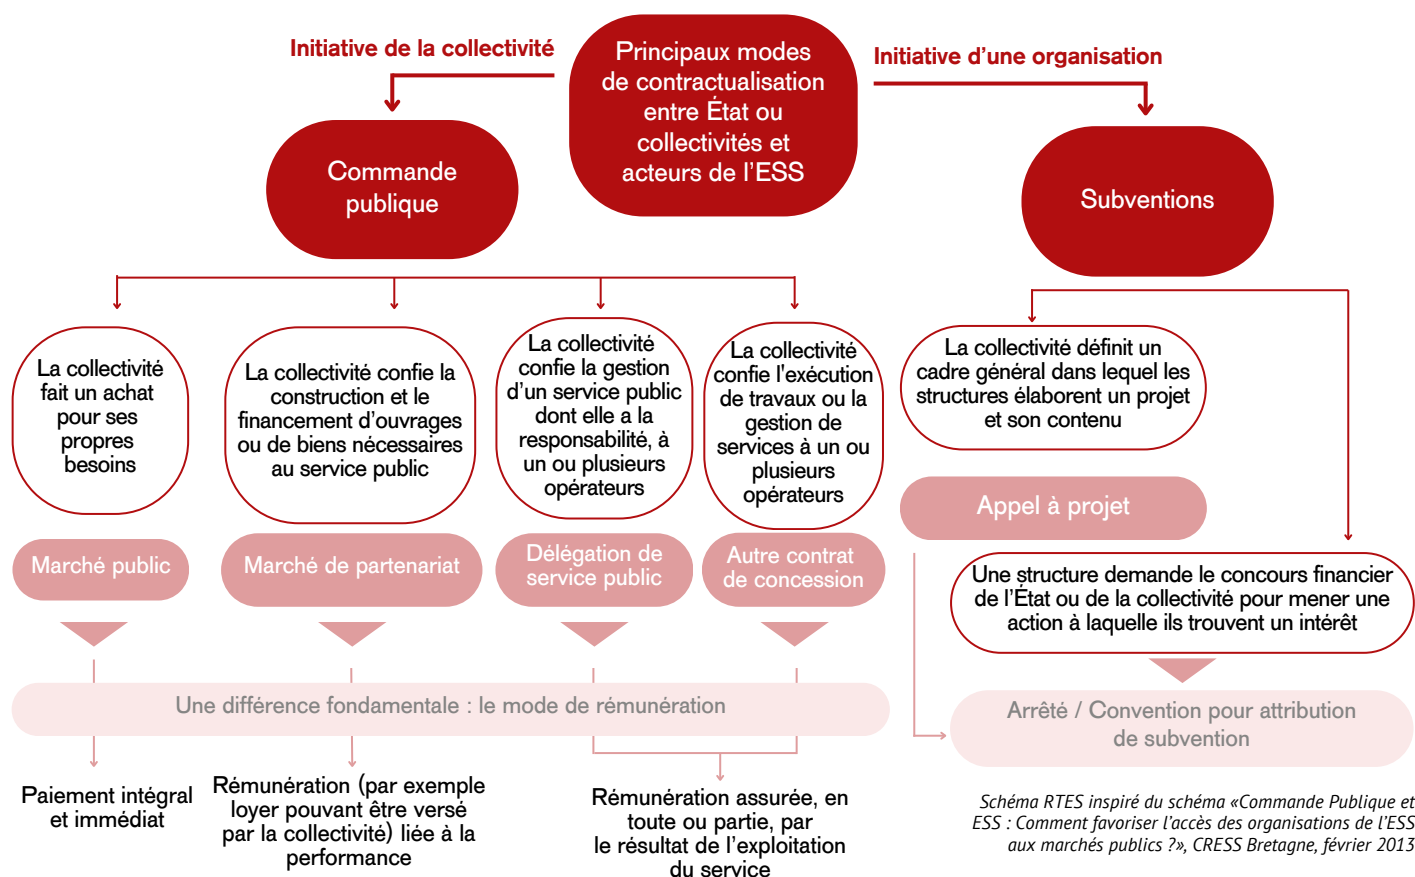 Initiative de la collectivité
Principaux modes
de contractualisation
entre État ou
collectivités et
acteurs de l’ESS
Initiative d’une organisation
Commande
publique
Subventions
La collectivité
fait un achat
pour ses
propres
besoins
La collectivité confie la
construction et le
financement d’ouvrages
ou de biens nécessaires
au service public
La collectivité
confie la gestion
d’un service public
dont elle a la
responsabilité, à
un ou plusieurs
opérateurs
La collectivité
confie l'exécution
de travaux ou la
gestion de
services à un ou
plusieurs
opérateurs
La collectivité définit un
cadre général dans lequel les
structures élaborent un projet
et son contenu
Marché public
Marché de partenariat
Délégation de
service public
Autre contrat
de concession
Appel à projet
Une structure demande le concours financier
de l’État ou de la collectivité pour mener une
action à laquelle ils trouvent un intérêt
Une différence fondamentale : le mode de rémunération
Arrêté / Convention pour attribution
de subvention
Paiement intégral
et immédiat
Rémunération (par exemple
loyer pouvant être versé
par la collectivité) liée à la
performance
Rémunération assurée, en
toute ou partie, par
le résultat de l’exploitation
du service
Schéma RTES inspiré du schéma «Commande Publique et
ESS : Comment favoriser l’accès des organisations de l’ESS
aux marchés publics ?», CRESS Bretagne, février 2013